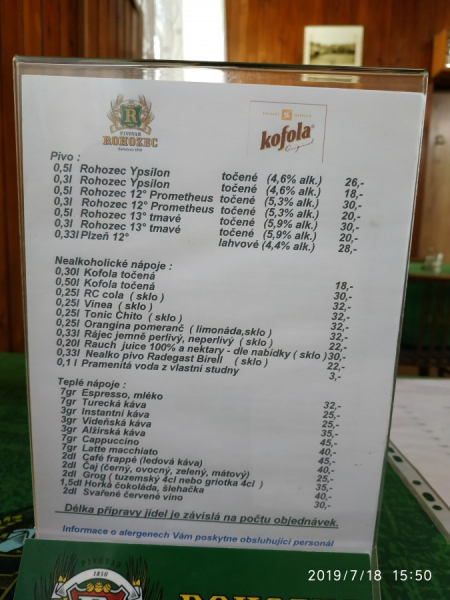 R
PIVOVAR
ROHOZEC
kofola
Original
Pivo :
0,5l Rohozec Ypsílon točené (4,6% alk.) 26,-
0,3l Rohozec Ypsílon točené (4,6% alk.) 18,-
0,5l Rohozec 12° Prometheus točené (5,3% alk.) 30,-
0,3l Rohozec 12° Prometheus točené (5,3% alk.) 20,-
0,5l Rohozec 13° tmavé točené (5,9% alk.) 30,-
0,3l Rohozec 13° tmavé točené (5,9% alk.) 20,-
0,33l Plzeň 12° lahvové (4,4% alk.) 28,-
Nealkoholické nápoje :
0,30l Kofola točená 18,-
0,50l Kofola točená 30,-
0,25l RC cola ( sklo ) 32,-
0,25l Vinea ( sklo ) 32,-
0,25l Tonic Chito ( sklo ) 32,-
0,25l Orangina pomeranč ( limonáda,sklo ) 32,-
0,33l Rájec jemně perlivý, neperlivý ( sklo ) 22,-
0,20l Rauch juice 100% a nektary - dle nabídky ( sklo ) 30,-
0,33l Nealko pivo Radegast Birell ( sklo ) 22,-
0,1 l Pramenitá voda z vlastní studny 3,-
Teplé nápoje :
7gr Espresso, mléko 32,-
7gr Turecká káva 25,-
3gr Instantní káva 25,-
3gr Vídeňská káva 35,-
3gr Alžírská káva 45,-
7gr Cappuccino 40,-
7gr Latte macchiato 45,-
2dl Café frappé (ledová káva) 40,-
2dl Čaj (černý, ovocný, zelený, mátový) 25,-
2dl Grog ( tuzemský 4cl nebo griotka 4cl ) 35,-
1,5dl Horká čokoláda, šlehačka 40,-
2dl Svařené červené víno 30,-
Délka přípravy jídel je závislá na počtu objednávek.
Informace o alergenech Vám poskytne obsluhující personál
PIVOVAR
1850
R
ROHOZEC
2019/7/18 15:50